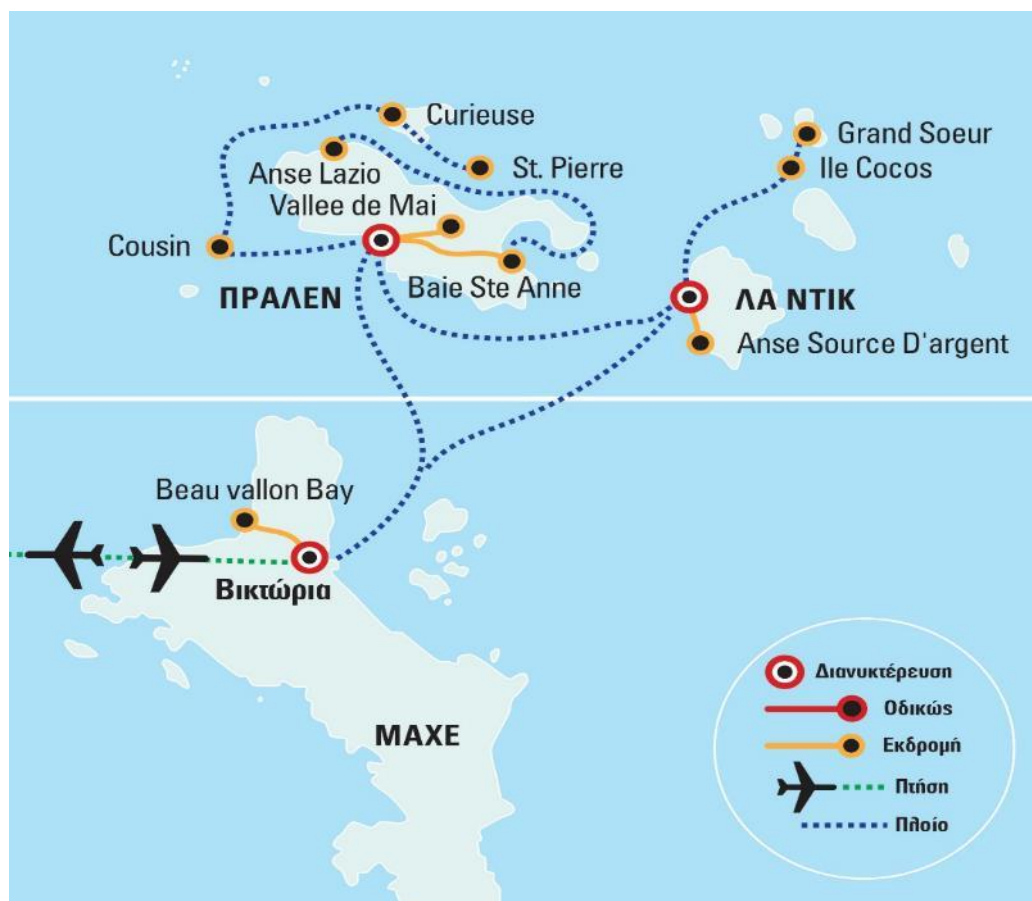 Curieuse
Grand Soeur
Anse Lazio
St. Pierre
Ile Cocos
Vallee de Mai
Cousin
Baie Ste Anne
ΠΡΑΛΕΝ
ΛΑ ΝΤΙΚ
Anse Source D'argent
Beau vallon Bay
Βικτώρια
ΜΑΧΕ
Διανυκτέρευση
Οδικώς
Εκδρομή
Πτήση
Πλοίο